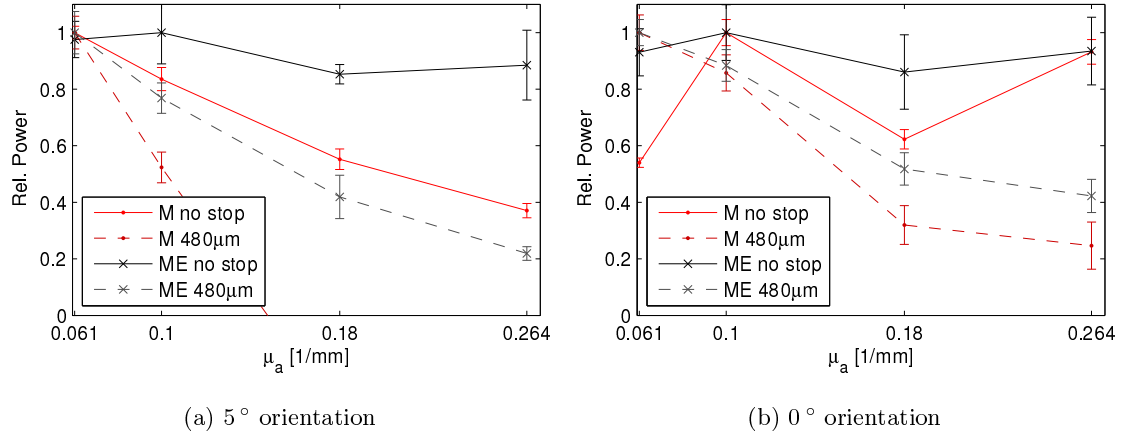 1
0.8
0.6
0.4
0.2
0
Rel. Power
M no stop
M 480μm
ME no stop
ME 480μm
0.061 0.1 0.18 0.264
μa [1/mm]
(a) 5° orientation
1
0.8
0.6
0.4
0.2
0
Rel. Power
M no stop
M 480μm
ME no stop
ME 480μm
0.061 0.1 0.18 0.264
μa [1/mm]
(b) 0° orientation